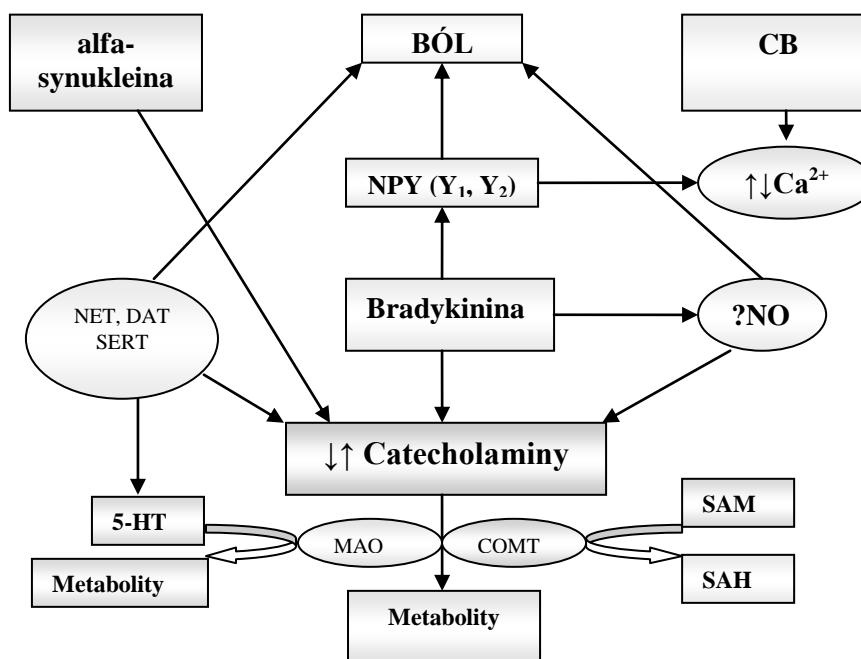 alfa-
synukleina
BÓL
CB
NPY (Y₁, Y₂)
↑↓Ca²⁺
NET, DAT
SERT
Bradykinina
?NO
↓↑ Catecholaminy
5-HT
MAO
COMT
SAM
Metabolity
SAH
Metabolity